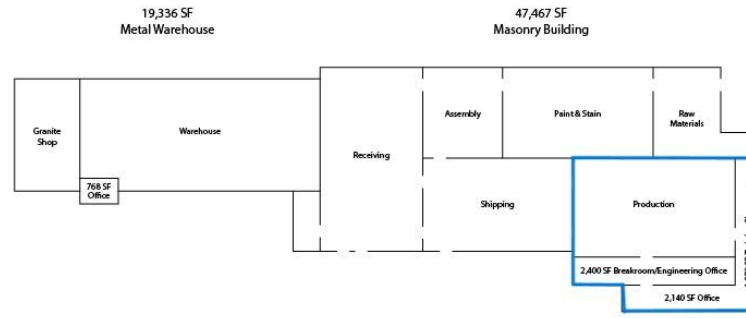 19,336 SF
Metal Warehouse
47,467 SF
Masonry Building
Granite
Shop
Warehouse
768 SF
Office
Receiving
Assembly
Paint & Stain
Raw
Materials
Shipping
Production
2,400 SF Breakroom/Engineering Office
2,140 SF Office